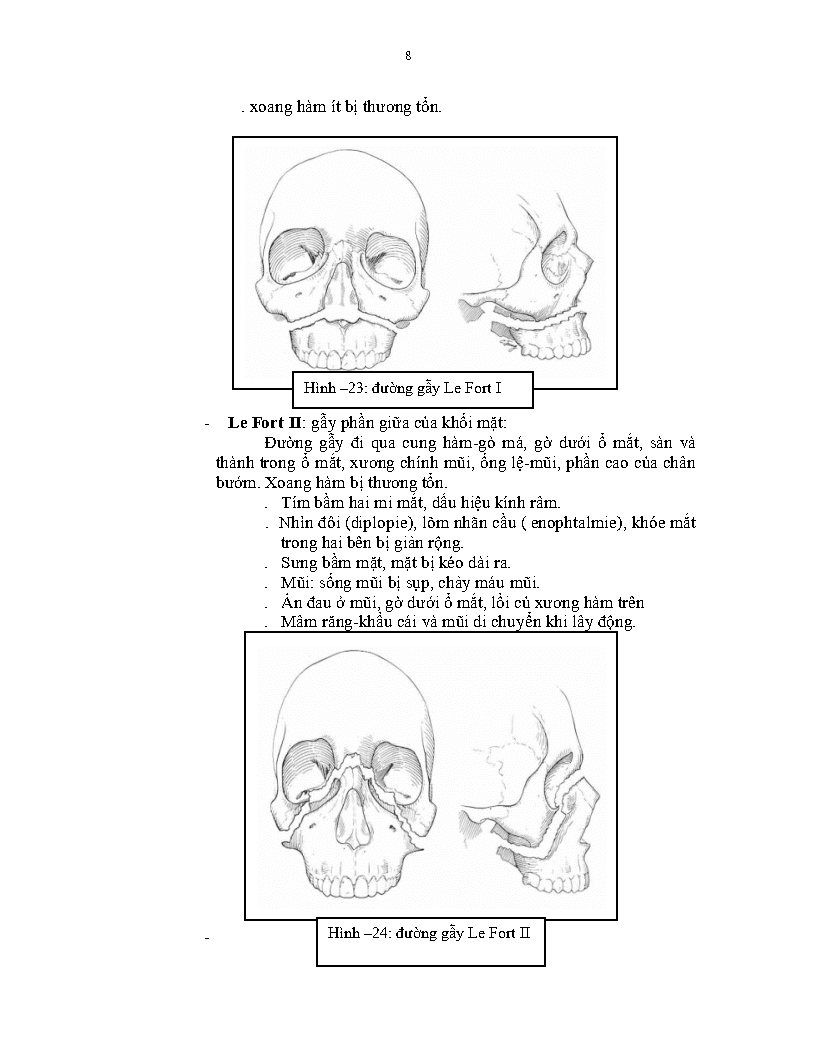 8
. xoang hàm ít bị thương tổn.
Hình –23: đường gẫy Le Fort I
- Le Fort II: gẫy phần giữa của khối mặt:
Đường gẫy đi qua cung hàm-gò má, gờ dưới ổ mắt, sàn và
thành trong ổ mắt, xương chính mũi, ống lệ-mũi, phần cao của chân
bướm. Xoang hàm bị thương tổn.
. Tím bầm hai mi mắt, dấu hiệu kính râm.
. Nhìn đôi (diplopie), lõm nhãn cầu ( enophtalmie), khóe mắt
trong hai bên bị giản rộng.
. Sưng bầm mặt, mặt bị kéo dài ra.
. Mũi: sống mũi bị sụp, chảy máu mũi.
. Ấn đau ở mũi, gờ dưới ổ mắt, lồi củ xương hàm trên
. Mâm răng-khẩu cái và mũi di chuyển khi lây động.
Hình –24: đường gẫy Le Fort II
-